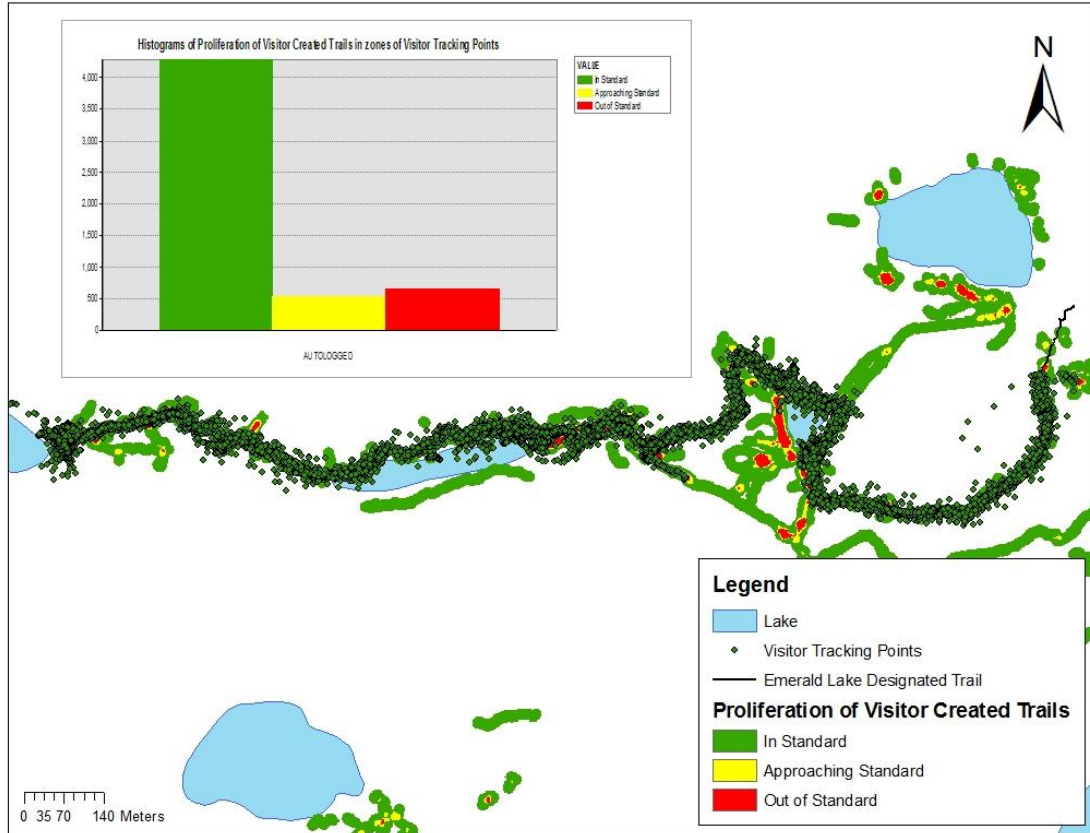 Histograms of Proliferation of Visitor Created Trails in zones of Visitor Tracking Points
VALUE
In Standard
Approaching Standard
Out of Standard
4,000
3,500
3,000
2,500
2,000
1,500
1,000
500
0
AUTOLOGGED
N
Legend
Lake
Visitor Tracking Points
Emerald Lake Designated Trail
Proliferation of Visitor Created Trails
In Standard
Approaching Standard
Out of Standard
0 35 70 140 Meters